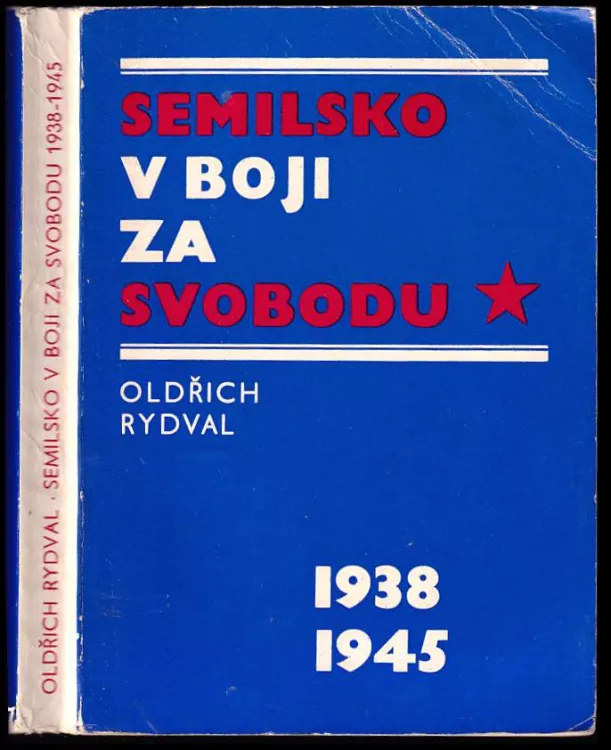 OLDŘICH RYDVAL · SEMILSKO V BOJI ZA SVOBODU 1938-1945
SEMILSKO
V BOJI
ZA
SVOBODU
OLDŘICH
RYDVAL
1938
1945